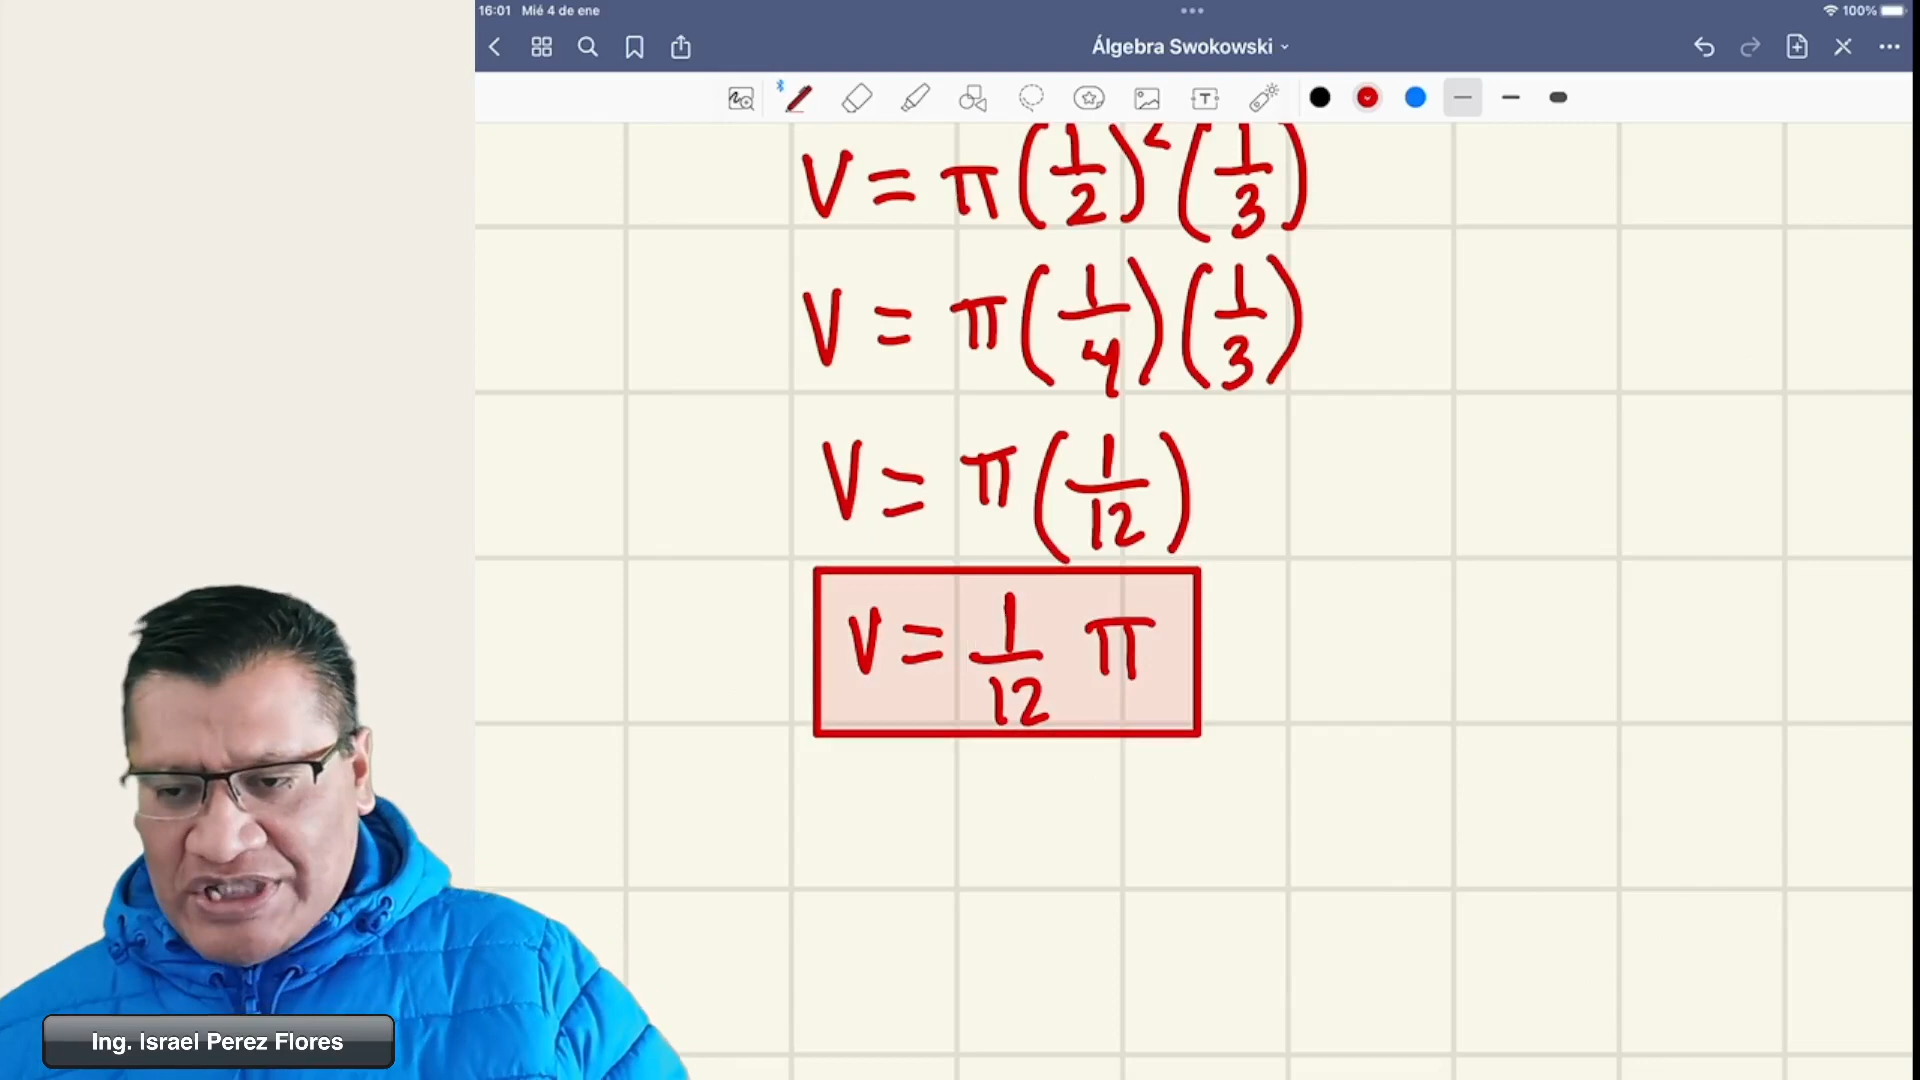 16:01 Mié 4 de ene
100%
Álgebra Swokowski
T
V = π(1/2)²(1/3)
V = π(1/4)(1/3)
V = π(1/12)
V = 1/12 π
Ing. Israel Perez Flores